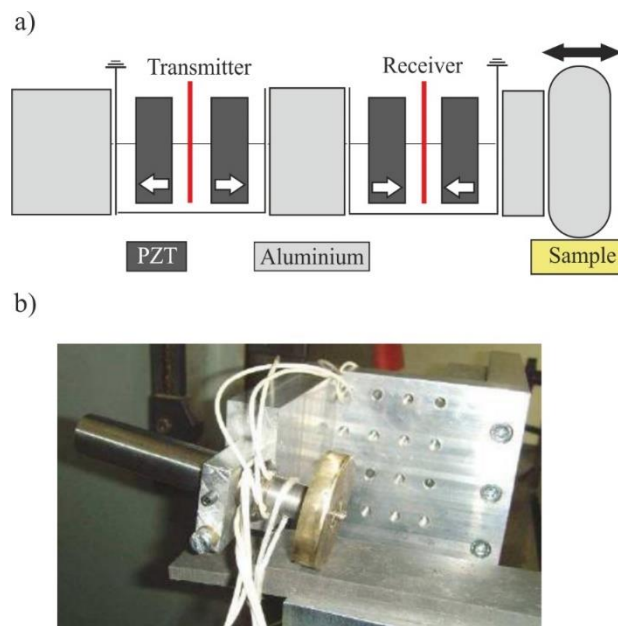 a)
Transmitter
Receiver
PZT
Aluminium
Sample
b)